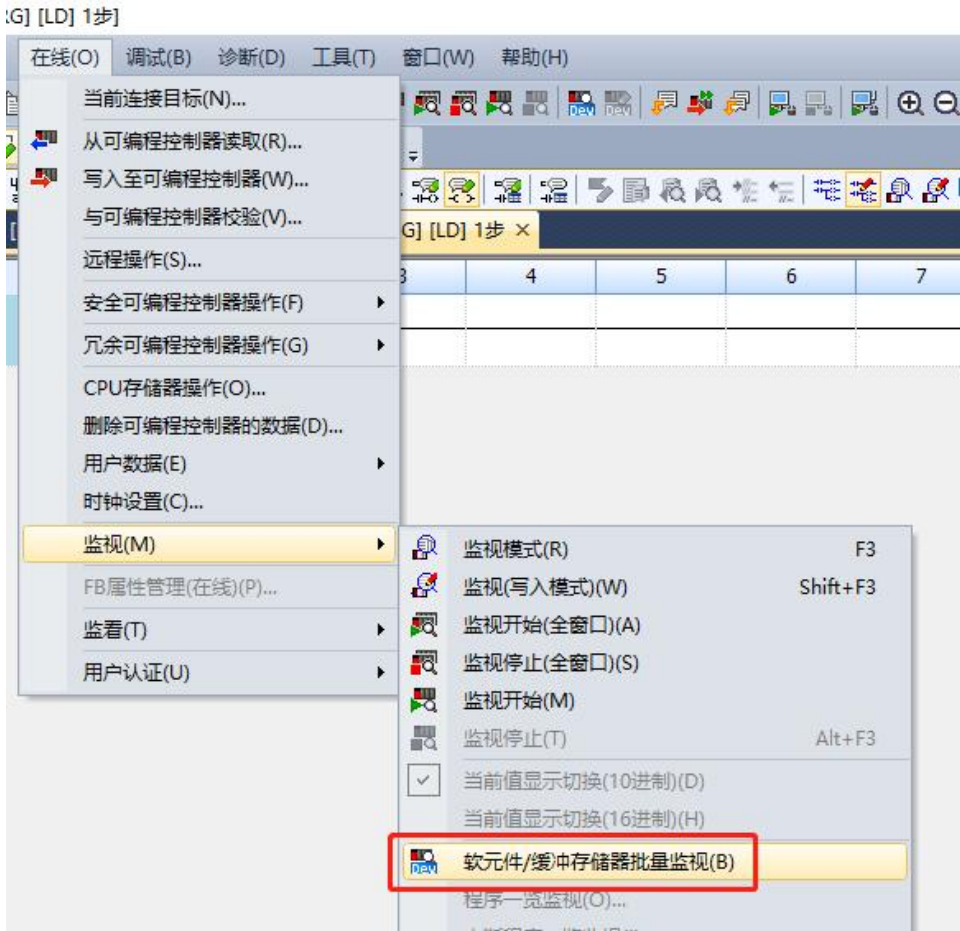 G] [LD] 1步]
在线(O) 调试(B) 诊断(D) 工具(T) 窗口(W) 帮助(H)
当前连接目标(N)...
从可编程控制器读取(R)...
写入至可编程控制器(W)...
与可编程控制器校验(V)...
G] [LD] 1步 ×
远程操作(S)...
3 4 5 6 7
安全可编程控制器操作(F)
冗余可编程控制器操作(G)
CPU存储器操作(O)...
删除可编程控制器的数据(D)...
用户数据(E)
时钟设置(C)...
监视(M)
FB属性管理(在线)(P)...
监看(T)
用户认证(U)
监视模式(R) F3
监视(写入模式)(W) Shift+F3
监视开始(全窗口)(A)
监视停止(全窗口)(S)
监视开始(M)
监视停止(T) Alt+F3
当前值显示切换(10进制)(D)
当前值显示切换(16进制)(H)
软元件/缓冲存储器批量监视(B)
程序一览监视(O)...